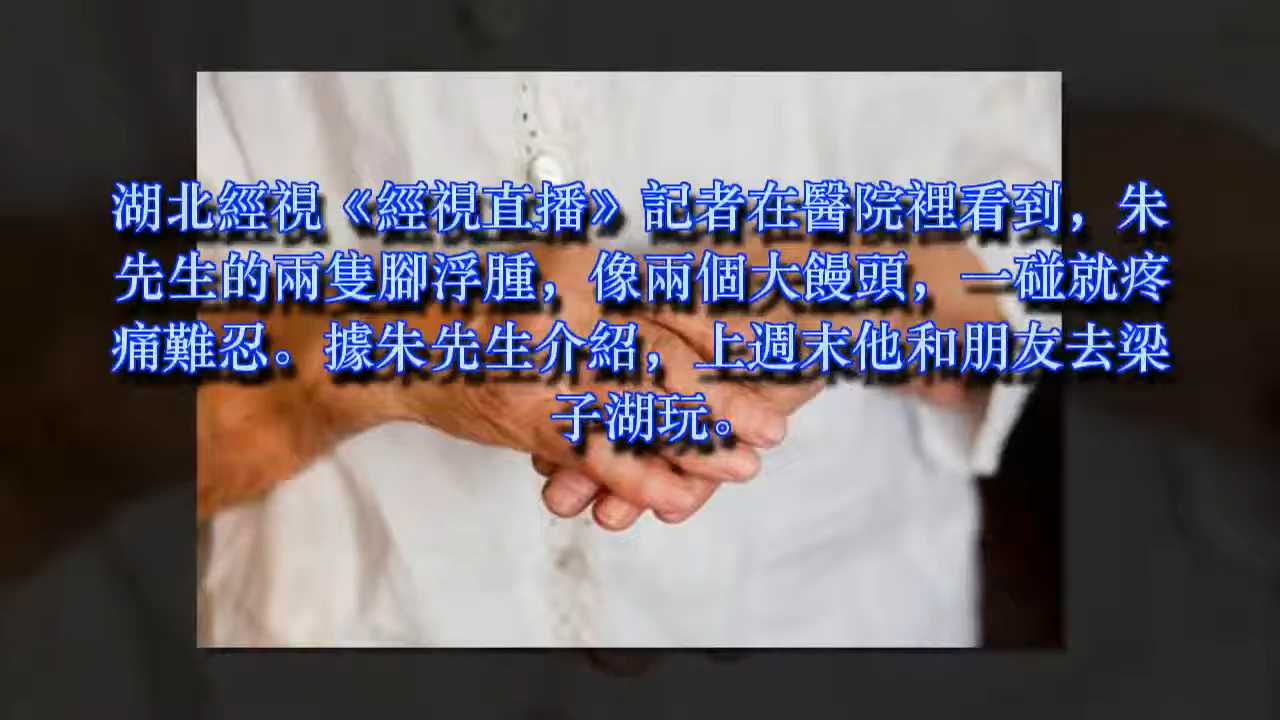 湖北經視《經視直播》記者在醫院裡看到，朱
先生的兩隻腳浮腫，像兩個大饅頭，一碰就疼
痛難忍。據朱先生介紹，上週末他和朋友去梁
子湖玩。